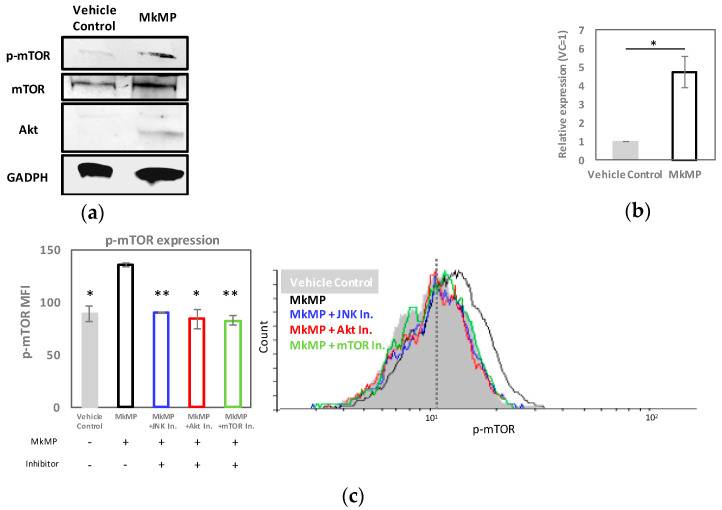 Vehicle
Control
MkMP
p-mTOR
mTOR
Akt
GADPH
(a)
Relative expression (VC=1)
7
6
5
4
3
2
1
0
*
Vehicle Control
MkMP
(b)
p-mTOR expression
p-mTOR MFI
150
100
50
0
*
**
*
**
Vehicle
Control
MkMP
MkMP
+JNK In.
MkMP
+Akt In.
MkMP
+mTOR In.
MkMP - + + + +
Inhibitor - - + + +
Vehicle Control
MkMP
MkMP + JNK In.
MkMP + Akt In.
MkMP + mTOR In.
Count
10¹
10²
p-mTOR
(c)